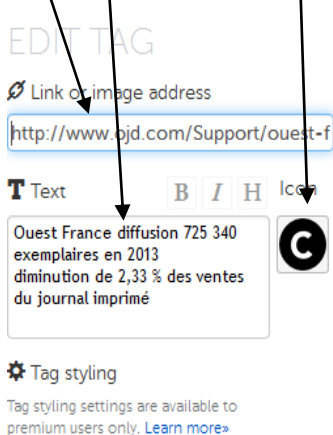 EDIT TAG
Link or image address
http://www.ojd.com/Support/ouest-f
T Text B I H Icon
Ouest France diffusion 725 340
exemplaires en 2013
diminution de 2,33 % des ventes
du journal imprimé
C
Tag styling
Tag styling settings are available to
premium users only. Learn more»